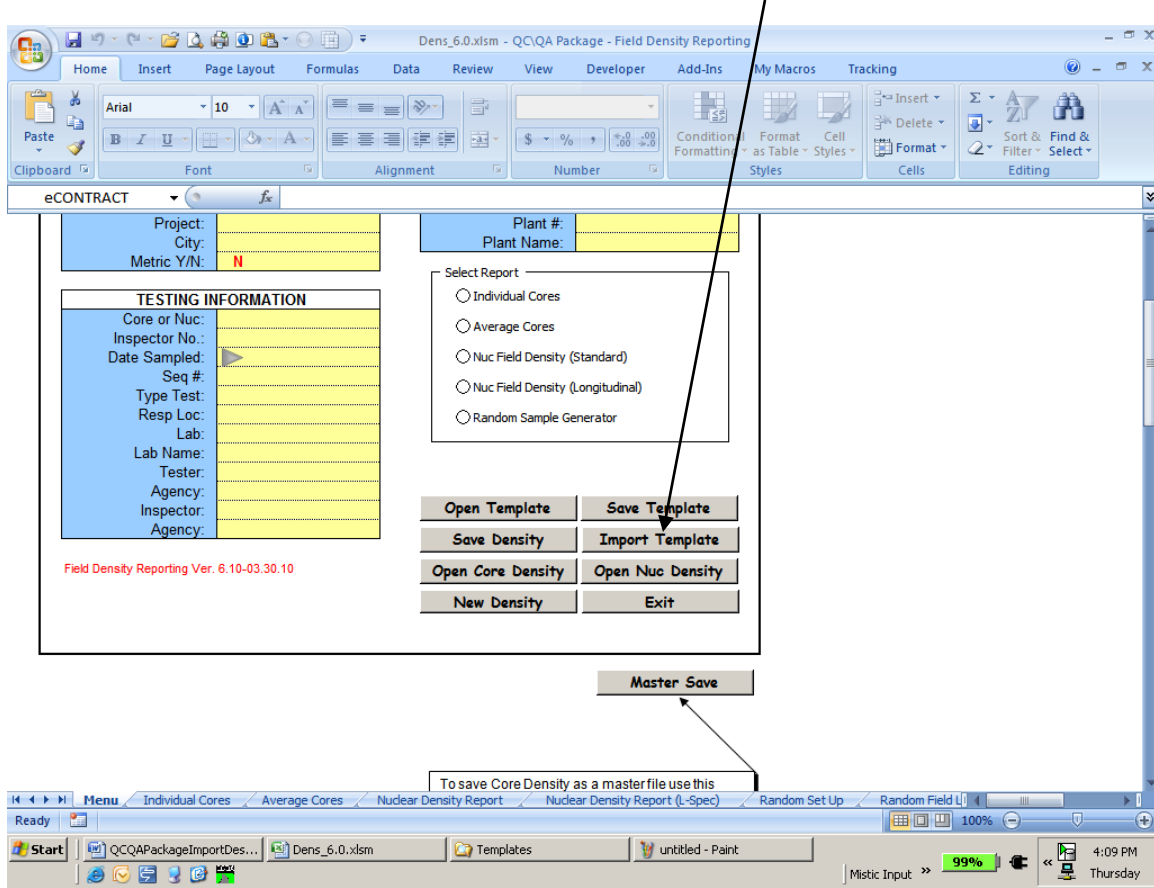 Dens_6.0.xlsm - QC\QA Package - Field Density Reporting
Home Insert Page Layout Formulas Data Review View Developer Add-Ins My Macros Tracking
Paste
Arial 10
B I U
$ % ,
Conditional Formatting
Format as Table
Cell Styles
Insert
Delete
Format
Sort & Filter
Find & Select
Clipboard Font Alignment Number Styles Cells Editing
eCONTRACT fx
Project:
City:
Metric Y/N: N
Plant #:
Plant Name:
TESTING INFORMATION
Core or Nuc:
Inspector No.:
Date Sampled:
Seq #:
Type Test:
Resp Loc:
Lab:
Lab Name:
Tester:
Agency:
Inspector:
Agency:
Select Report
Individual Cores
Average Cores
Nuc Field Density (Standard)
Nuc Field Density (Longitudinal)
Random Sample Generator
Open Template Save Template
Save Density Import Template
Open Core Density Open Nuc Density
New Density Exit
Field Density Reporting Ver. 6.10-03.30.10
Master Save
To save Core Density as a master file use this
Menu Individual Cores Average Cores Nuclear Density Report Nuclear Density Report (L-Spec) Random Set Up Random Field L
Ready 100%
Start QCQAPackageImportDes... Dens_6.0.xlsm Templates untitled - Paint
Mistic Input » 99% « 4:09 PM
Thursday